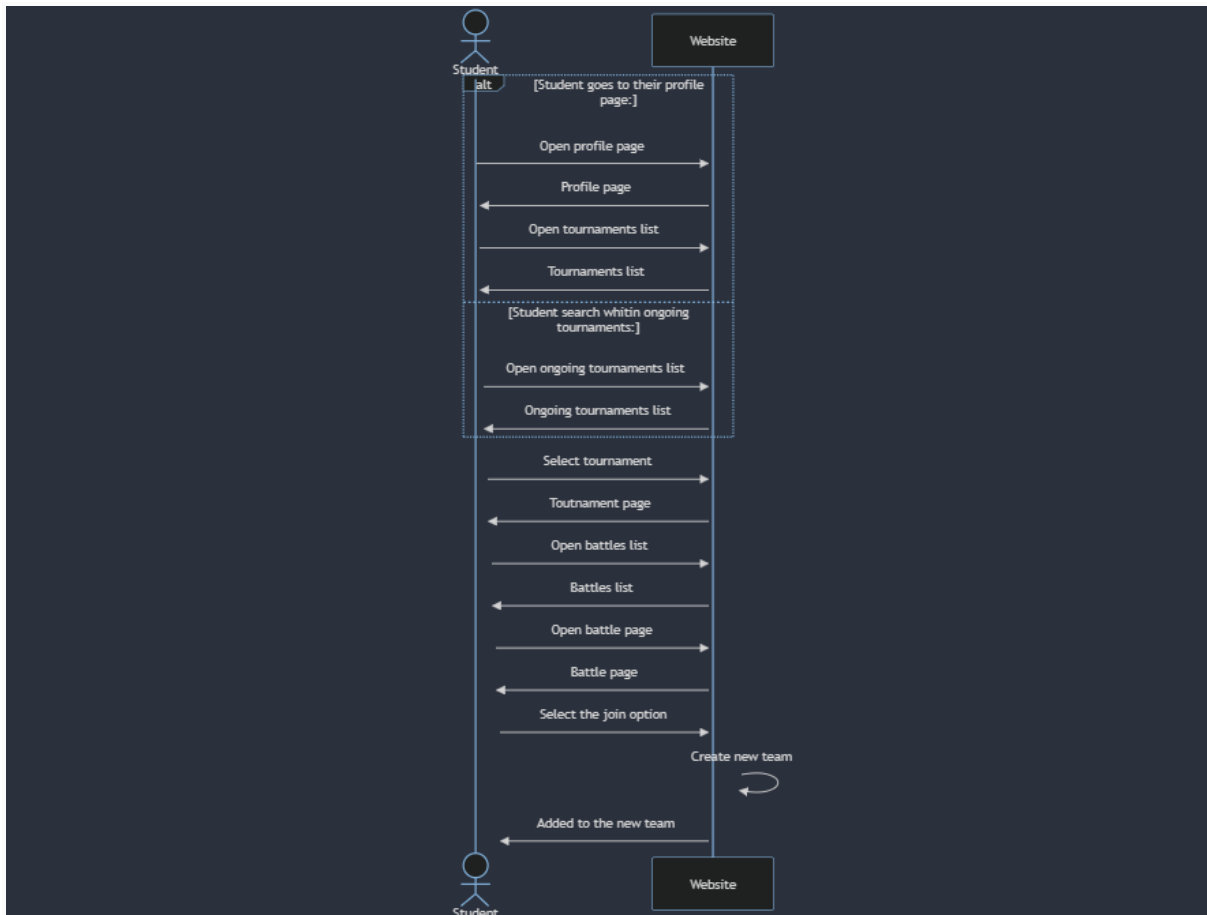 Website
Student
alt
[Student goes to their profile
page:]
Open profile page
Profile page
Open tournaments list
Tournaments list
[Student search whitin ongoing
tournaments:]
Open ongoing tournaments list
Ongoing tournaments list
Select tournament
Toutnament page
Open battles list
Battles list
Open battle page
Battle page
Select the join option
Create new team
Added to the new team
Website
Student